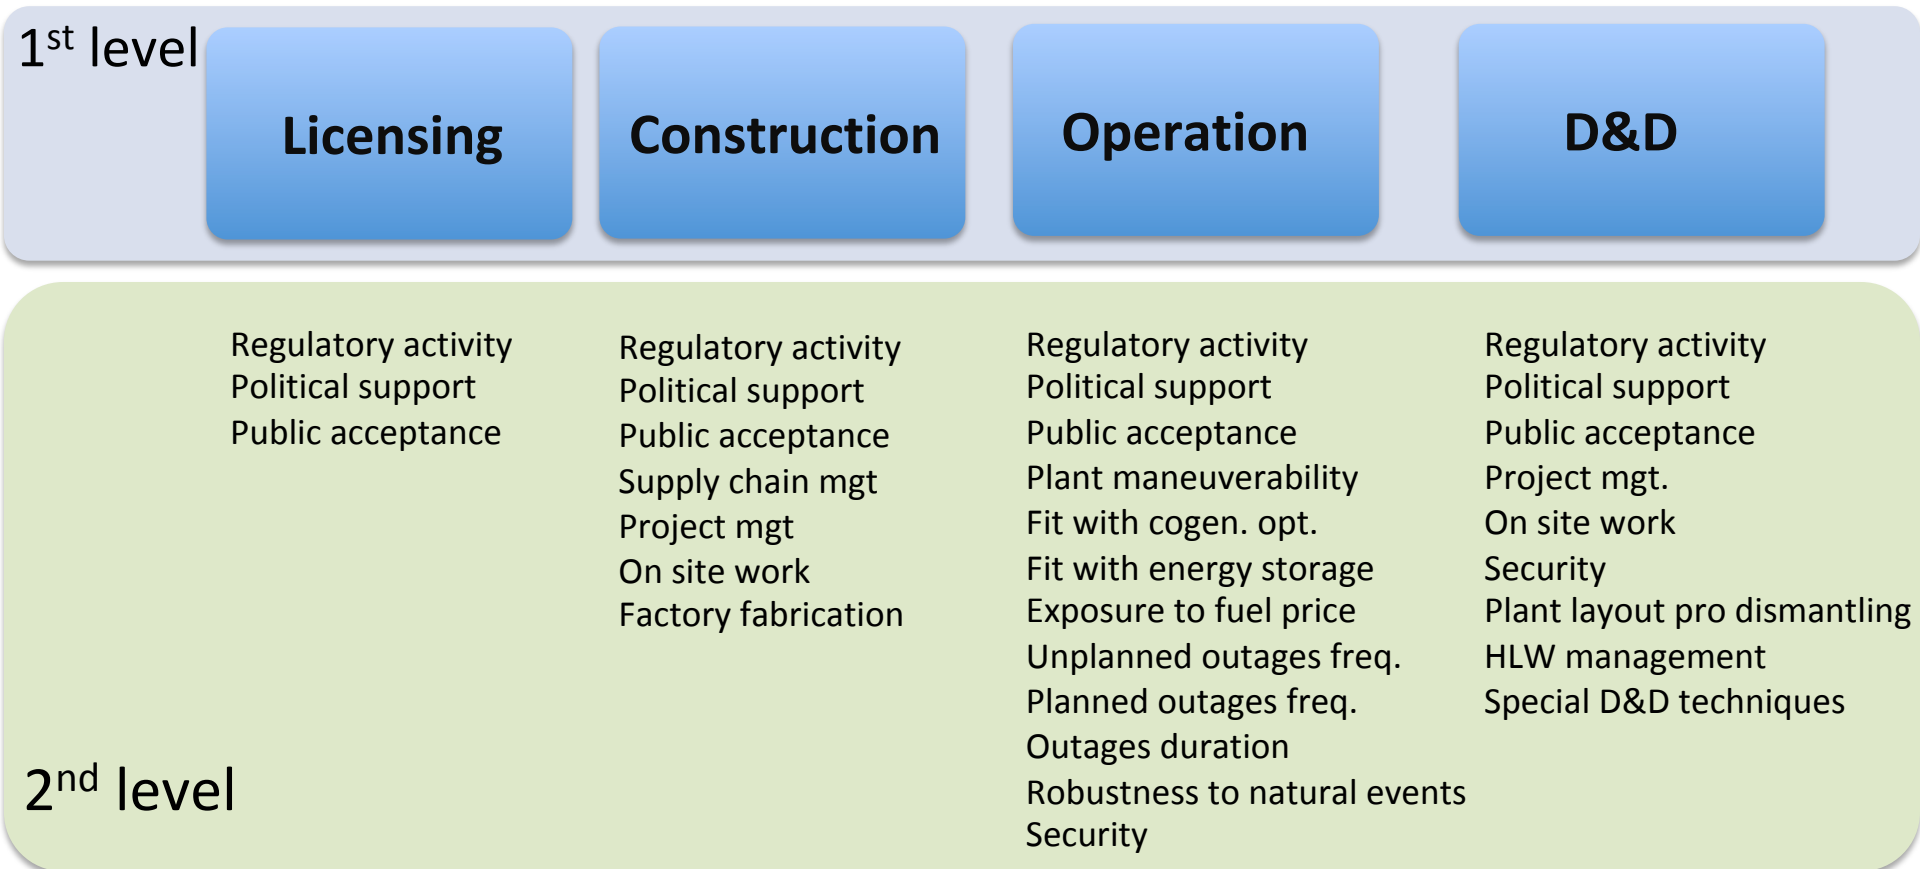 1st level
Licensing
Construction
Operation
D&D
Regulatory activity
Political support
Public acceptance
Regulatory activity
Political support
Public acceptance
Supply chain mgt
Project mgt
On site work
Factory fabrication
Regulatory activity
Political support
Public acceptance
Plant maneuverability
Fit with cogen. opt.
Fit with energy storage
Exposure to fuel price
Unplanned outages freq.
Planned outages freq.
Outages duration
Robustness to natural events
Security
Regulatory activity
Political support
Public acceptance
Project mgt.
On site work
Security
Plant layout pro dismantling
HLW management
Special D&D techniques
2nd level